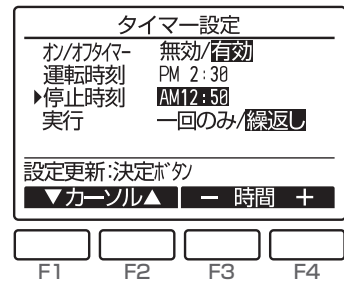 タイマー設定
ｵﾝ/ｵﾌﾀｲﾏｰ 無効/有効
運転時刻 PM 2:30
▶停止時刻 AM12:50
実行 一回のみ/繰返し
設定更新:決定ﾎﾞﾀﾝ
▼カーソル▲ － 時間 ＋
F1 F2 F3 F4